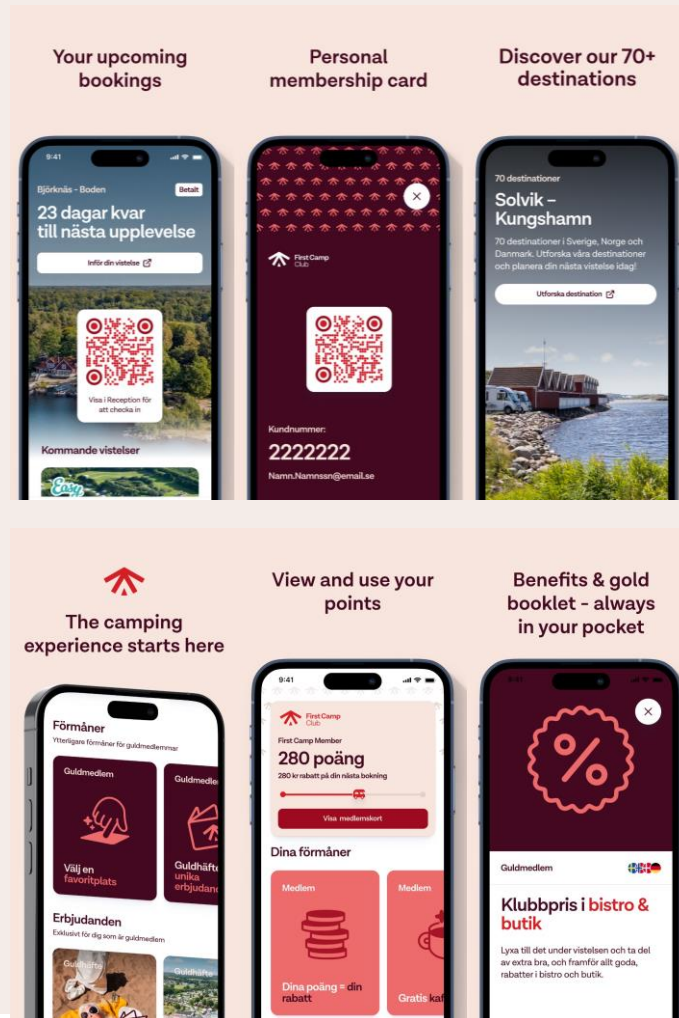 Your upcoming
bookings
9:41
Björknäs - Boden
Betalt
23 dagar kvar
till nästa upplevelse
Inför din vistelse
Visa i Reception för
att checka in
Kommande vistelser
Easy
Personal
membership card
First Camp
Club
Kundnummer:
2222222
Namn.Namnssn@email.se
Discover our 70+
destinations
70 destinationer
Solvik –
Kungshamn
70 destinationer i Sverige, Norge och
Danmark. Utforska våra destinationer
och planera din nästa vistelse idag!
Utforska destination
The camping
experience starts here
Förmåner
Ytterligare förmåner för guldmedlemmar
Guldmedlem
Välj en
favoritplats
Guldmedle
Guldhäfte
unika
erbjudan
Erbjudanden
Exklusivt för dig som är guldmedlem
Guldhäfte
Guldhäfte
View and use your
points
9:41
First Camp
Club
First Camp Member
280 poäng
280 kr rabatt på din nästa bokning
Visa medlemskort
Dina förmåner
Medlem
Dina poäng = din
rabatt
Medlem
Gratis kaf
Benefits & gold
booklet – always
in your pocket
9:41
Guldmedlem
Klubbpris i bistro &
butik
Lyxa till det under vistelsen och ta del
av extra bra, och framför allt goda,
rabatter i bistro och butik.